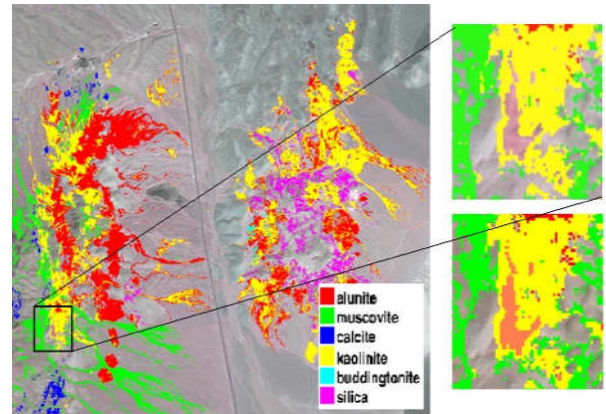 alunite
muscovite
calcite
kaolinite
buddingtonite
silica